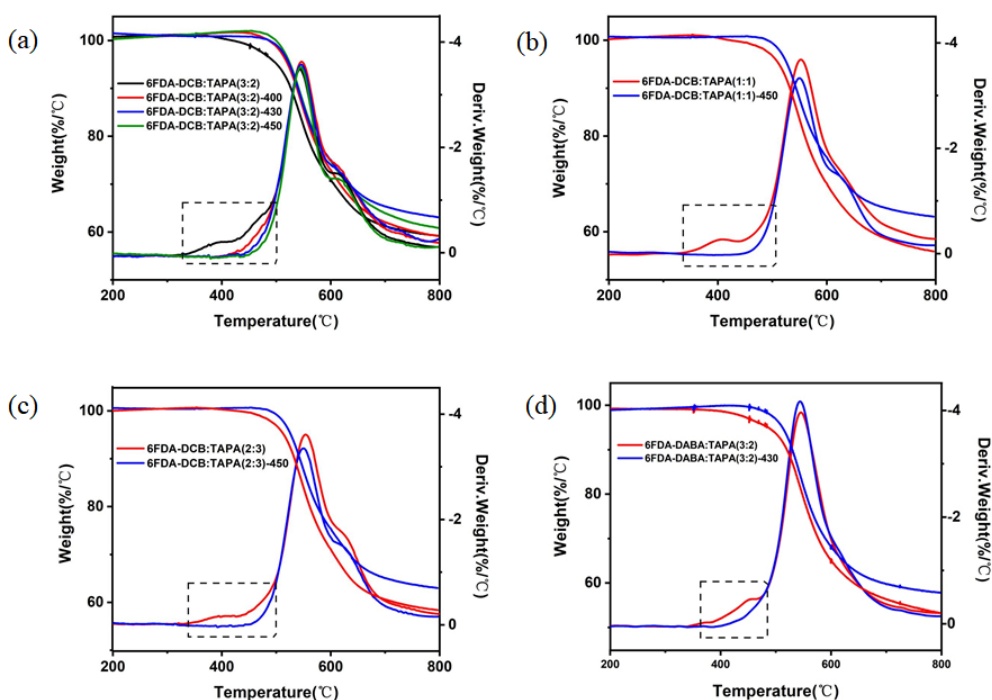 (a)
100
80
60
Weight(%/℃)
6FDA-DCB:TAPA(3:2)
6FDA-DCB:TAPA(3:2)-400
6FDA-DCB:TAPA(3:2)-430
6FDA-DCB:TAPA(3:2)-450
-4
-2
0
Deriv.Weight(%/℃)
200
400
600
800
Temperature(℃)
(b)
100
80
60
Weight(%/℃)
6FDA-DCB:TAPA(1:1)
6FDA-DCB:TAPA(1:1)-450
-4
-2
0
Deriv.Weight(%/℃)
200
400
600
800
Temperature(℃)
(c)
100
80
60
Weight(%/℃)
6FDA-DCB:TAPA(2:3)
6FDA-DCB:TAPA(2:3)-450
-4
-2
0
Deriv.Weight(%/℃)
200
400
600
800
Temperature(℃)
(d)
100
80
60
Weight(%/℃)
6FDA-DABA:TAPA(3:2)
6FDA-DABA:TAPA(3:2)-430
-4
-2
0
Deriv.Weight(%/℃)
200
400
600
800
Temperature(℃)